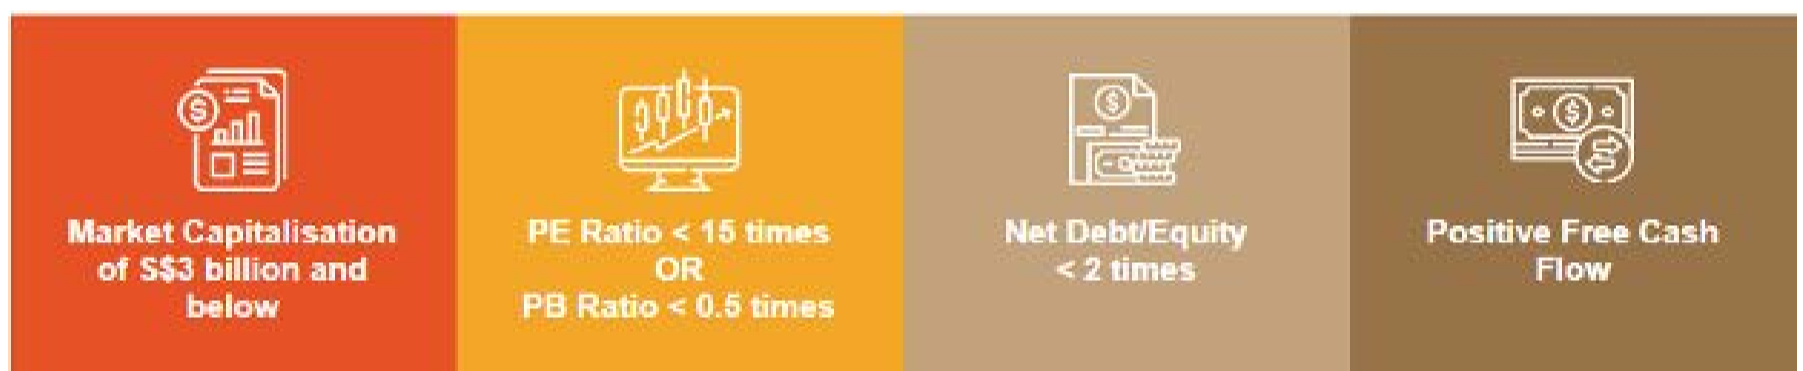 Market Capitalisation
of S$3 billion and
below
PE Ratio < 15 times
OR
PB Ratio < 0.5 times
Net Debt/Equity
< 2 times
Positive Free Cash
Flow